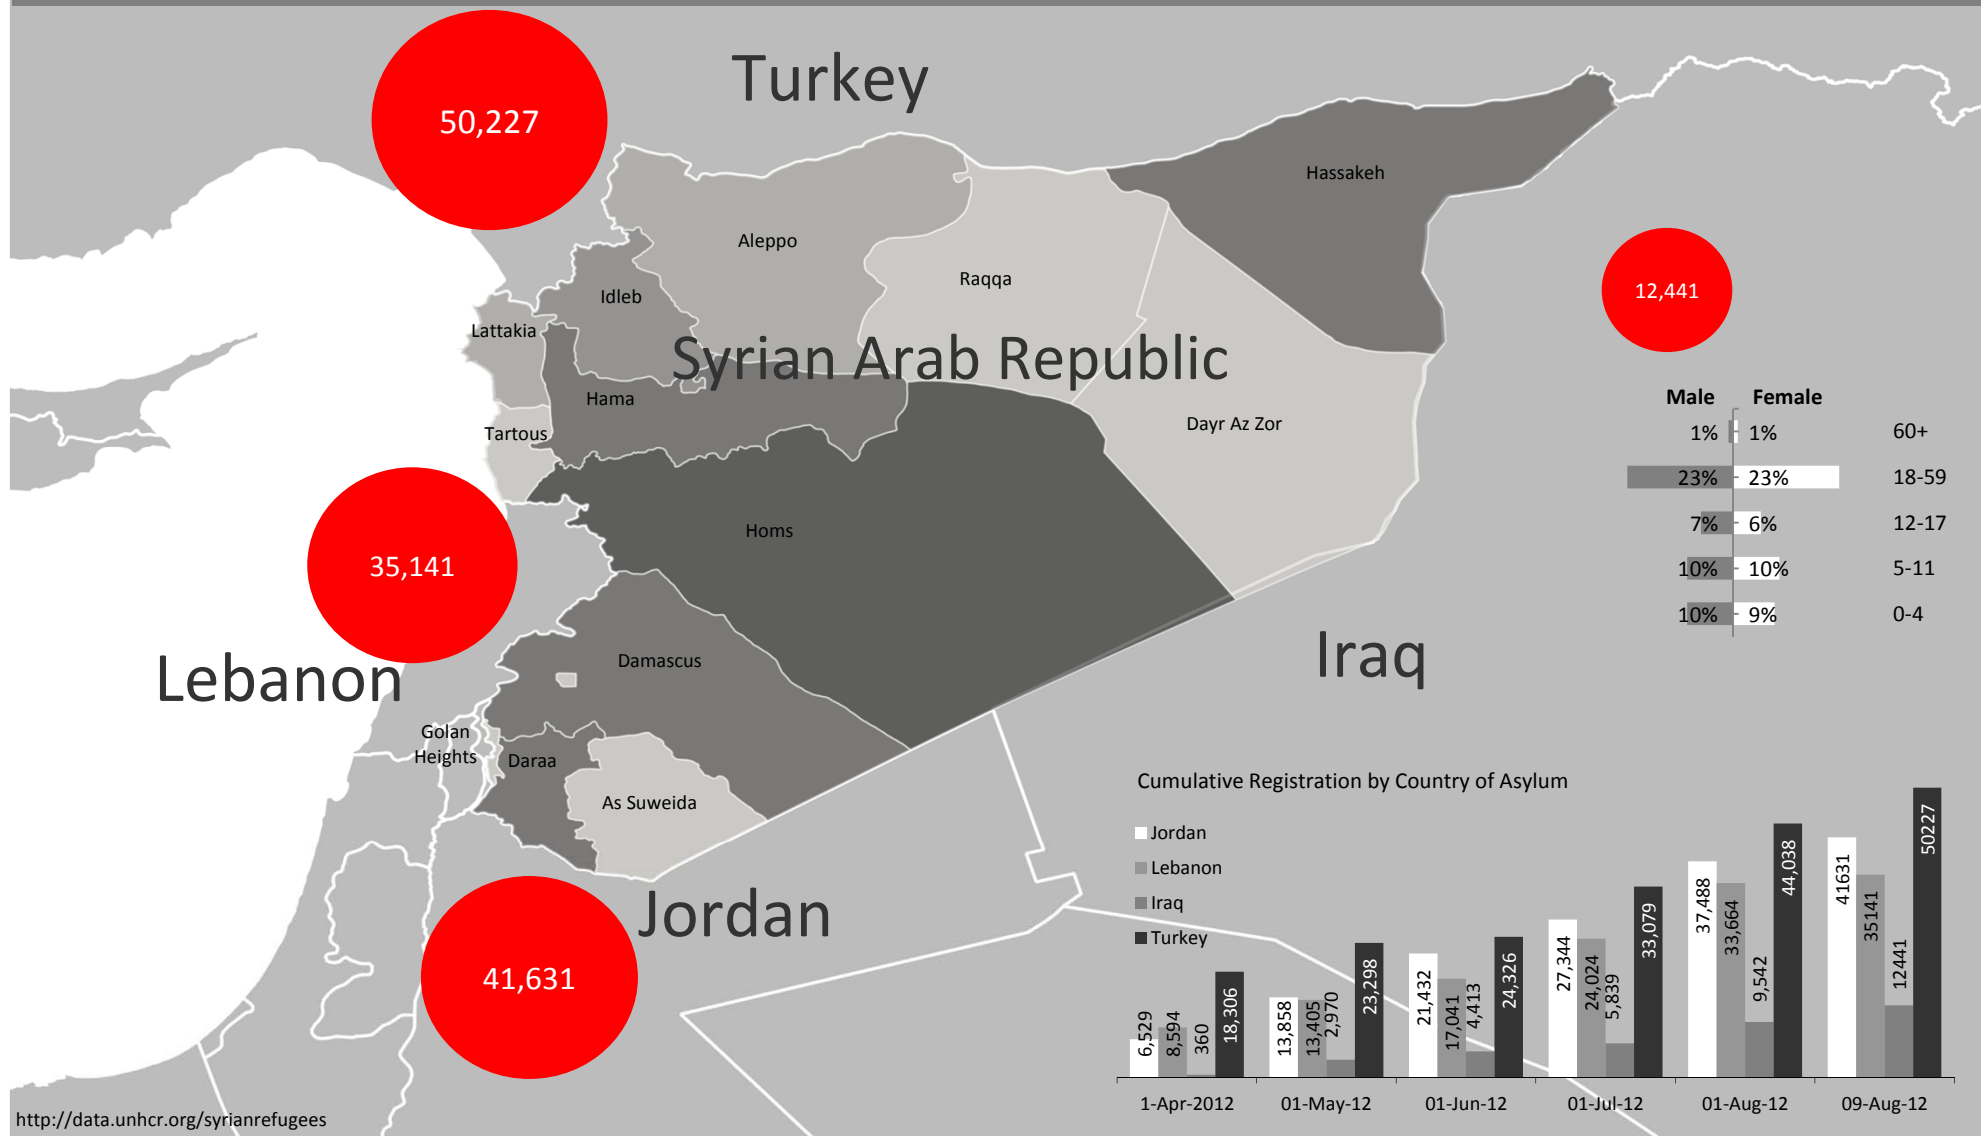 Turkey
50,227
Hassakeh
Aleppo
Raqqa
12,441
Idleb
Lattakia
Syrian Arab Republic
Hama
Tartous
Dayr Az Zor
Male Female
1% 1% 60+
23% 23% 18-59
7% 6% 12-17
10% 10% 5-11
10% 9% 0-4
Homs
35,141
Lebanon
Damascus
Iraq
Golan
Heights
Daraa
As Suweida
Jordan
41,631
Cumulative Registration by Country of Asylum
Jordan
Lebanon
Iraq
Turkey
6,529 8,594 360 18,306
13,858 13,405 2,970 23,298
21,432 17,041 4,413 24,326
27,344 24,024 5,839 33,079
37,488 33,664 9,542 44,038
41631 35141 12441 50227
1-Apr-2012 01-May-12 01-Jun-12 01-Jul-12 01-Aug-12 09-Aug-12
http://data.unhcr.org/syrianrefugees